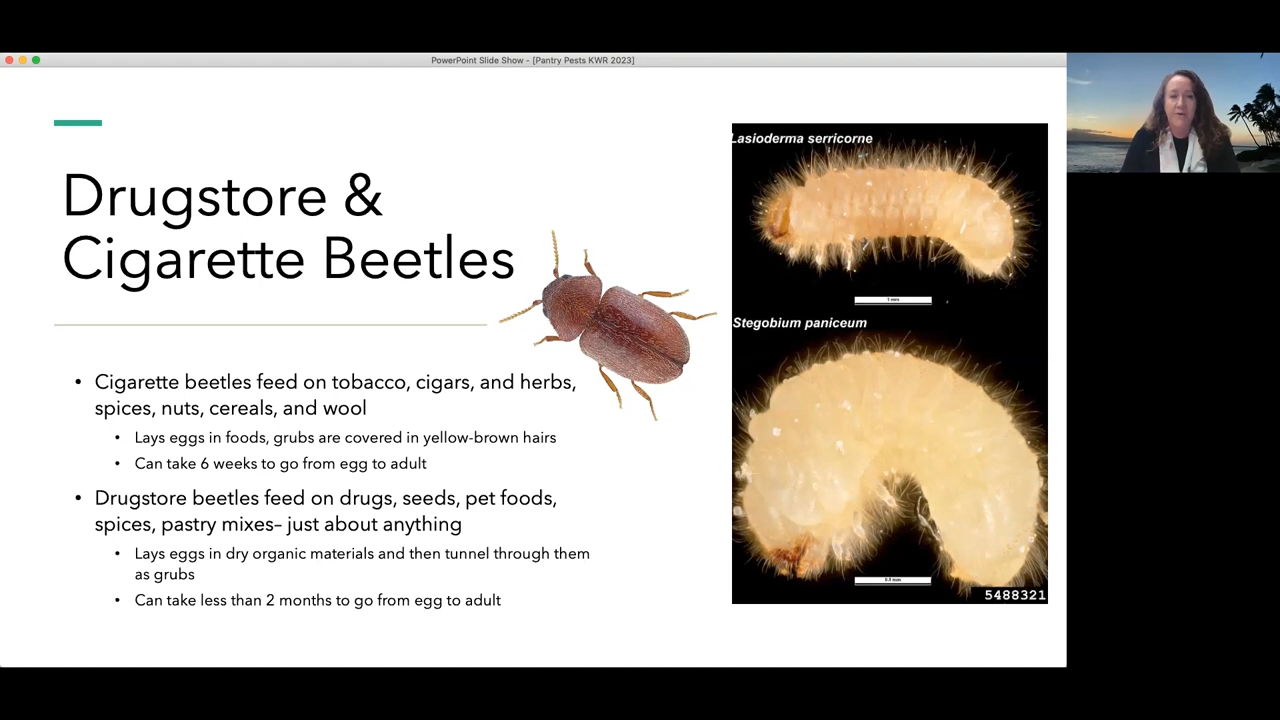 PowerPoint Slide Show - [Pantry Pests KWR 2023]
Drugstore &
Cigarette Beetles
• Cigarette beetles feed on tobacco, cigars, and herbs,
spices, nuts, cereals, and wool
• Lays eggs in foods, grubs are covered in yellow-brown hairs
• Can take 6 weeks to go from egg to adult
• Drugstore beetles feed on drugs, seeds, pet foods,
spices, pastry mixes– just about anything
• Lays eggs in dry organic materials and then tunnel through them
as grubs
• Can take less than 2 months to go from egg to adult
Lasioderma serricorne
1 mm
Stegobium paniceum
5488321